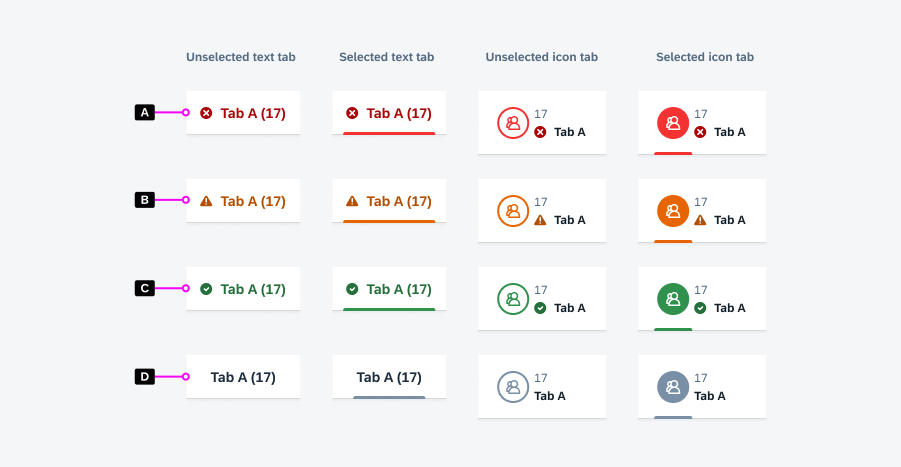 Unselected text tab Selected text tab Unselected icon tab Selected icon tab
A Tab A (17) Tab A (17) 17 17
Tab A Tab A
B Tab A (17) Tab A (17) 17 17
Tab A Tab A
C Tab A (17) Tab A (17) 17 17
Tab A Tab A
D Tab A (17) Tab A (17) 17 17
Tab A Tab A